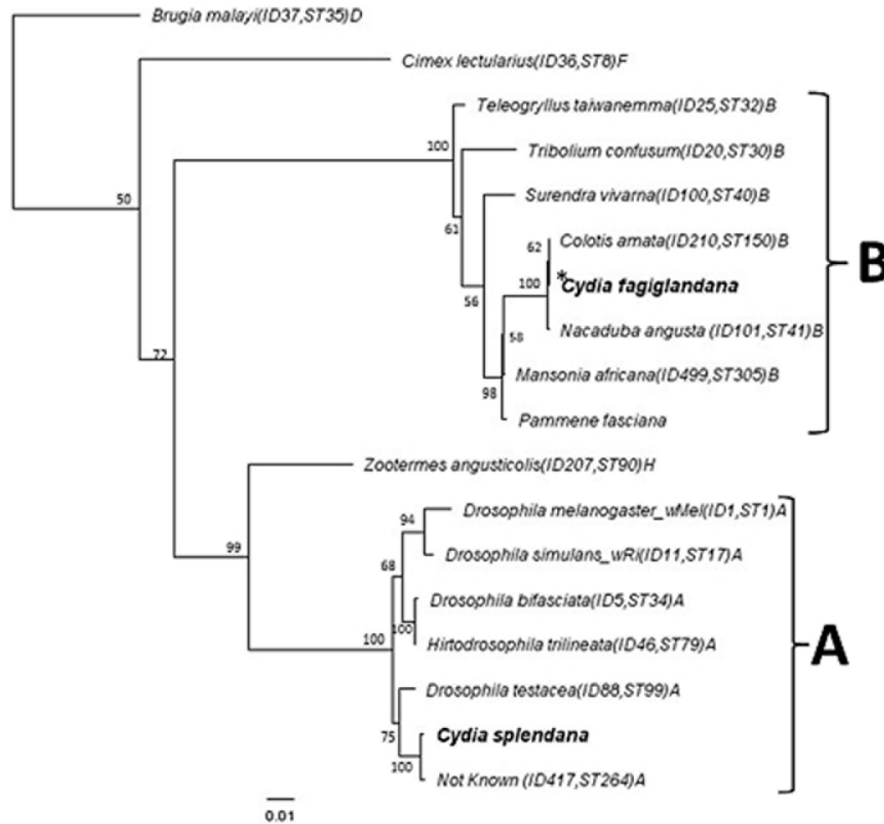 Brugia malayi(ID37,ST35)D
Cimex lectularius(ID36,ST8)F
50
Teleogryllus taiwanemma(ID25,ST32)B
100
Tribolium confusum(ID20,ST30)B
Surendra vivarna(ID100,ST40)B
61
Colotis amata(ID210,ST150)B
62
B
100
*Cydia fagiglandana
56
Nacaduba angusta (ID101,ST41)B
58
72
Mansonia africana(ID499,ST305)B
98
Pammene fasciana
Zootermes angusticolis(ID207,ST90)H
Drosophila melanogaster_wMel(ID1,ST1)A
94
99
Drosophila simulans_wRi(ID11,ST17)A
68
Drosophila bifasciata(ID5,ST34)A
100
100
Hirtodrosophila trilineata(ID46,ST79)A
A
Drosophila testacea(ID88,ST99)A
75
Cydia splendana
100
Not Known (ID417,ST264)A
0.01